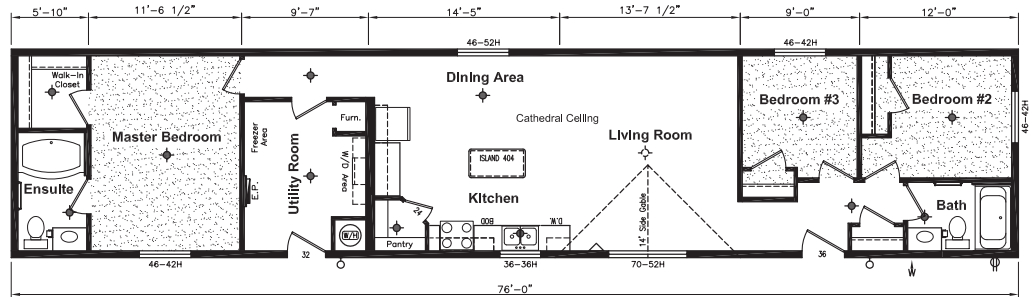 5'-10" 11'-6 1/2" 9'-7" 14'-5" 13'-7 1/2" 9'-0" 12'-0"
46-52H 46-42H
Walk-In
Closet
Dining Area
Cathedral Ceiling
Furn.
Freezer
Area
Master Bedroom
Living Room
Bedroom #3
Bedroom #2
46-42H
Utility Room
W/D Area
ISLAND 404
E.P.
Ensuite
Kitchen
24
BOD
D.W.
14' Side Gable
Bath
W/H
Pantry
46-42H 32 36-36H 70-52H 36
76'-0"